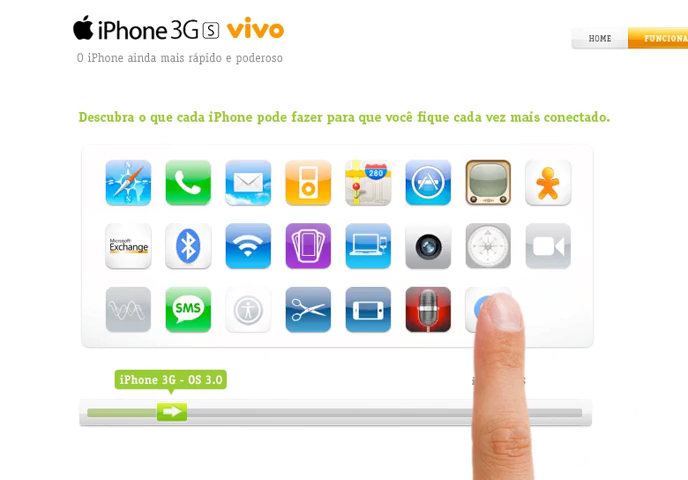 iPhone 3G S vivo
O iPhone ainda mais rápido e poderoso
HOME FUNCIONA
Descubra o que cada iPhone pode fazer para que você fique cada vez mais conectado.
280
Microsoft
Exchange
SMS
iPhone 3G - OS 3.0